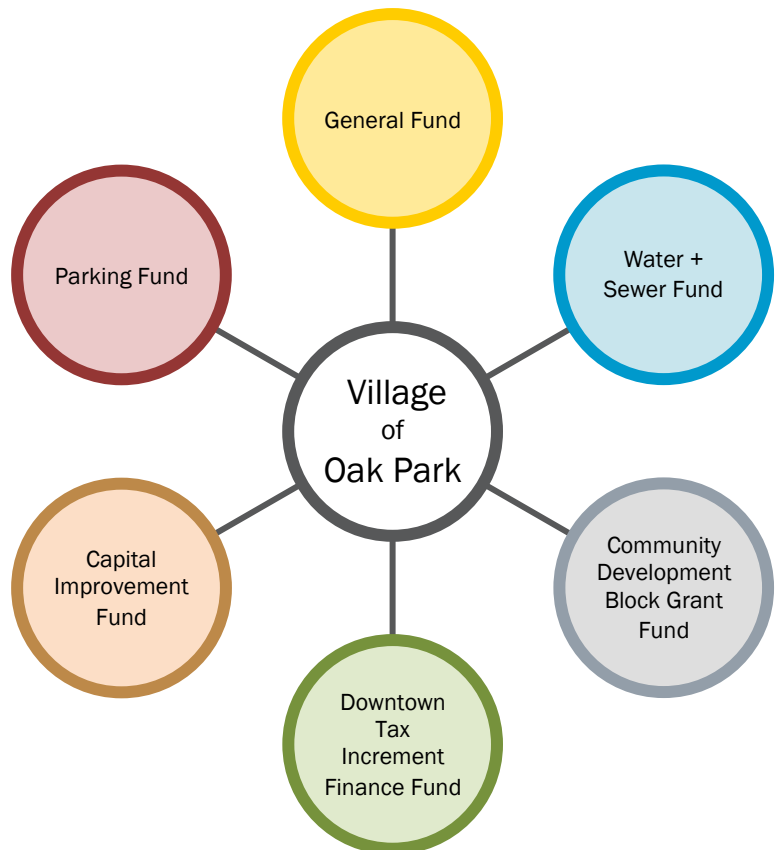 General Fund
Parking Fund
Water +
Sewer Fund
Village
of
Oak Park
Capital
Improvement
Fund
Community
Development
Block Grant
Fund
Downtown
Tax
Increment
Finance Fund